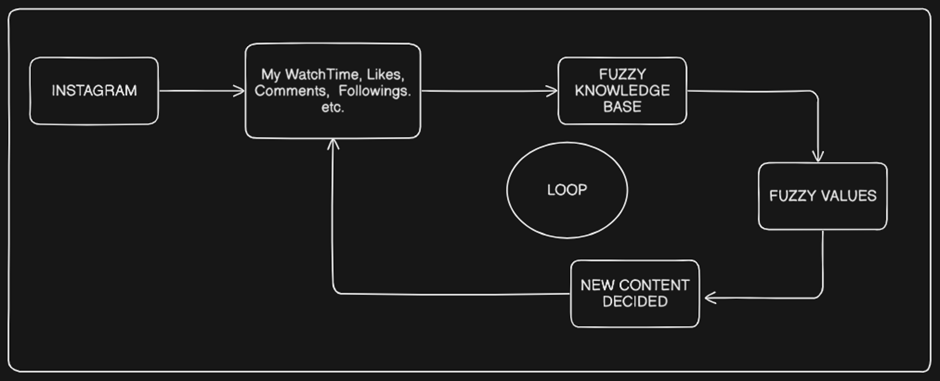 INSTAGRAM
My WatchTime, Likes,
Comments, Followings.
etc.
FUZZY
KNOWLEDGE
BASE
LOOP
FUZZY VALUES
NEW CONTENT
DECIDED